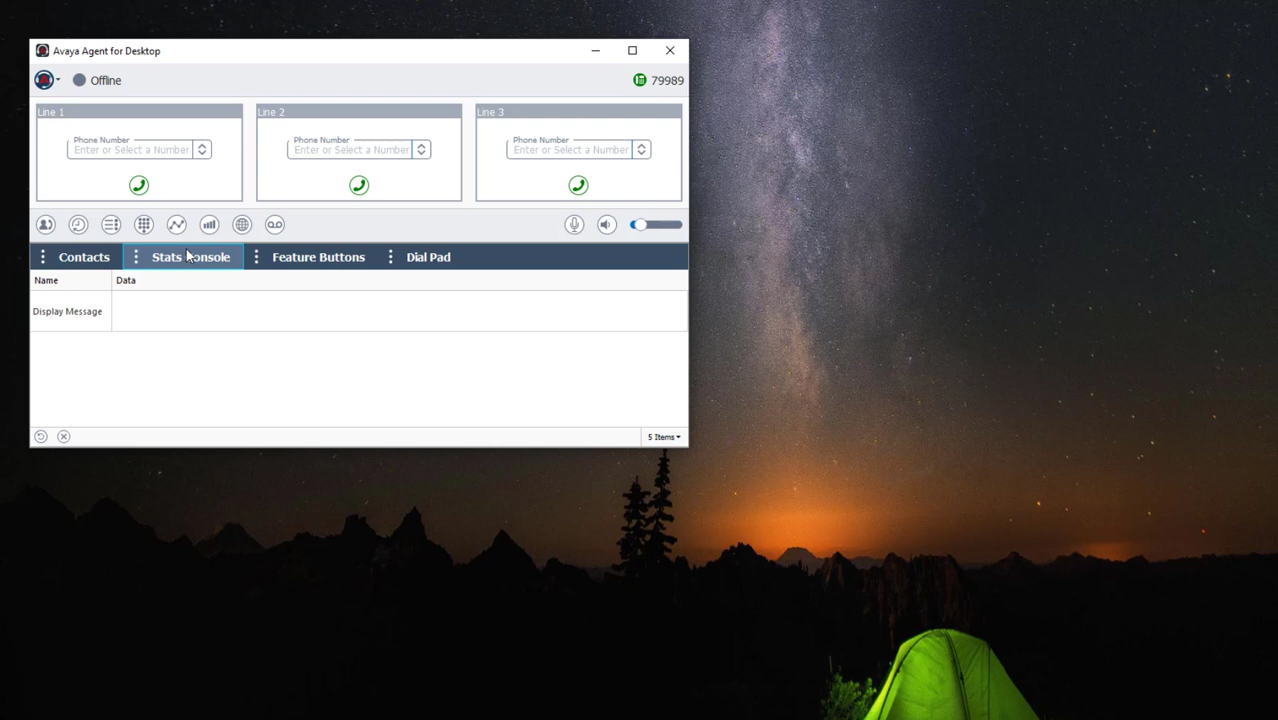 Avaya Agent for Desktop
Offline
79989
Line 1
Line 2
Line 3
Phone Number
Enter or Select a Number
Phone Number
Enter or Select a Number
Phone Number
Enter or Select a Number
Contacts
Stats Console
Feature Buttons
Dial Pad
Name
Data
Display Message
5 Items